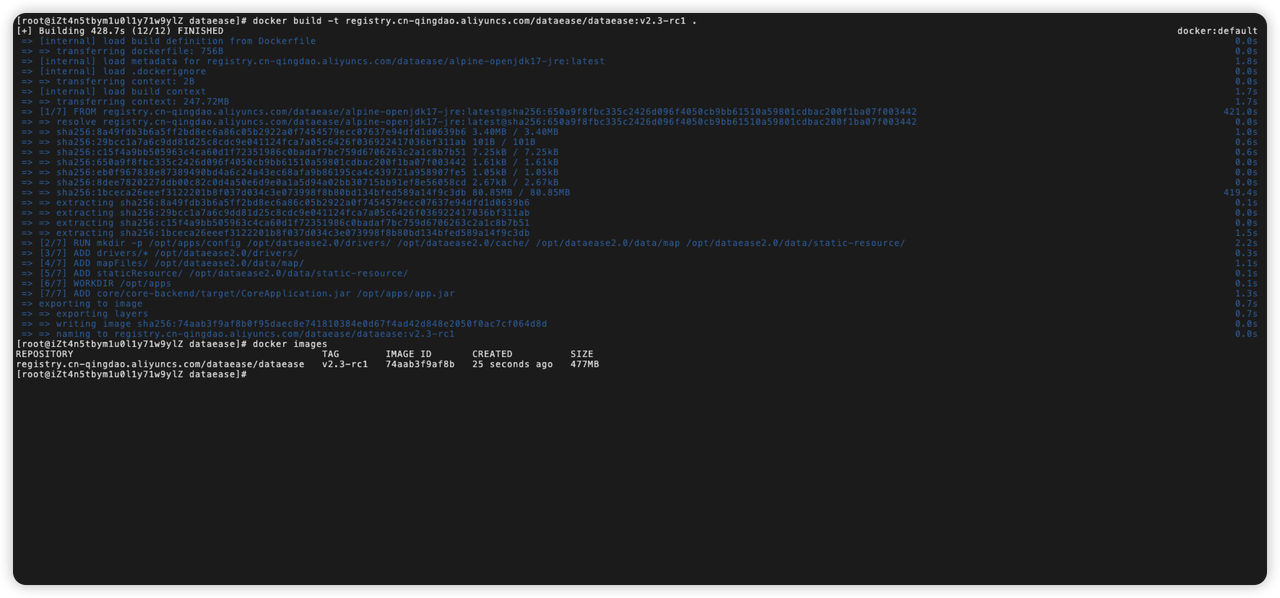 [root@iZt4n5tbym1u0l1y71w9ylZ dataease]# docker build -t registry.cn-qingdao.aliyuncs.com/dataease/dataease:v2.3-rc1 .
[+] Building 428.7s (12/12) FINISHED docker:default
=> [internal] load build definition from Dockerfile 0.0s
=> => transferring dockerfile: 756B 0.0s
=> [internal] load metadata for registry.cn-qingdao.aliyuncs.com/dataease/alpine-openjdk17-jre:latest 1.8s
=> [internal] load .dockerignore 0.0s
=> => transferring context: 2B 0.0s
=> [internal] load build context 1.7s
=> => transferring context: 247.72MB 1.7s
=> [1/7] FROM registry.cn-qingdao.aliyuncs.com/dataease/alpine-openjdk17-jre:latest@sha256:650a9f8fbc335c2426d096f4050cb9bb61510a59801cdbac200f1ba07f003442 421.0s
=> => resolve registry.cn-qingdao.aliyuncs.com/dataease/alpine-openjdk17-jre:latest@sha256:650a9f8fbc335c2426d096f4050cb9bb61510a59801cdbac200f1ba07f003442 0.0s
=> => sha256:8a49fdb3b6a5ff2bd8ec6a86c05b2922a0f7454579ecc07637e94dfd1d0639b6 3.40MB / 3.40MB 1.0s
=> => sha256:29bcc1a7a6c9dd81d25c8cdc9e041124fca7a05c6426f036922417036bf311ab 101B / 101B 0.6s
=> => sha256:c15f4a9bb505963c4ca60d1f72351986c0badaf7bc759d6706263c2a1c8b7b51 7.25kB / 7.25kB 0.6s
=> => sha256:650a9f8fbc335c2426d096f4050cb9bb61510a59801cdbac200f1ba07f003442 1.61kB / 1.61kB 0.0s
=> => sha256:eb0f967838e87389490bd4a6c24a43ec68afa9b86195ca4c439721a958907fe5 1.05kB / 1.05kB 0.0s
=> => sha256:8dee7820227ddb00c82c0d4a50e6d9e0a1a5d94a02bb30715bb91ef8e56058cd 2.67kB / 2.67kB 0.0s
=> => sha256:1bceca26eeef3122201b8f037d034c3e073998f8b80bd134bfed589a14f9c3db 80.85MB / 80.85MB 419.4s
=> => extracting sha256:8a49fdb3b6a5ff2bd8ec6a86c05b2922a0f7454579ecc07637e94dfd1d0639b6 0.1s
=> => extracting sha256:29bcc1a7a6c9dd81d25c8cdc9e041124fca7a05c6426f036922417036bf311ab 0.0s
=> => extracting sha256:c15f4a9bb505963c4ca60d1f72351986c0badaf7bc759d6706263c2a1c8b7b51 0.0s
=> => extracting sha256:1bceca26eeef3122201b8f037d034c3e073998f8b80bd134bfed589a14f9c3db 1.5s
=> [2/7] RUN mkdir -p /opt/apps/config /opt/dataease2.0/drivers/ /opt/dataease2.0/cache/ /opt/dataease2.0/data/map /opt/dataease2.0/data/static-resource/ 2.2s
=> [3/7] ADD drivers/* /opt/dataease2.0/drivers/ 0.3s
=> [4/7] ADD mapFiles/ /opt/dataease2.0/data/map/ 1.1s
=> [5/7] ADD staticResource/ /opt/dataease2.0/data/static-resource/ 0.1s
=> [6/7] WORKDIR /opt/apps 0.1s
=> [7/7] ADD core/core-backend/target/CoreApplication.jar /opt/apps/app.jar 1.3s
=> exporting to image 0.7s
=> => exporting layers 0.7s
=> => writing image sha256:74aab3f9af8b0f95daec8e741810384e0d67f4ad42d848e2050f0ac7cf064d8d 0.0s
=> => naming to registry.cn-qingdao.aliyuncs.com/dataease/dataease:v2.3-rc1 0.0s
[root@iZt4n5tbym1u0l1y71w9ylZ dataease]# docker images
REPOSITORY TAG IMAGE ID CREATED SIZE
registry.cn-qingdao.aliyuncs.com/dataease/dataease v2.3-rc1 74aab3f9af8b 25 seconds ago 477MB
[root@iZt4n5tbym1u0l1y71w9ylZ dataease]#